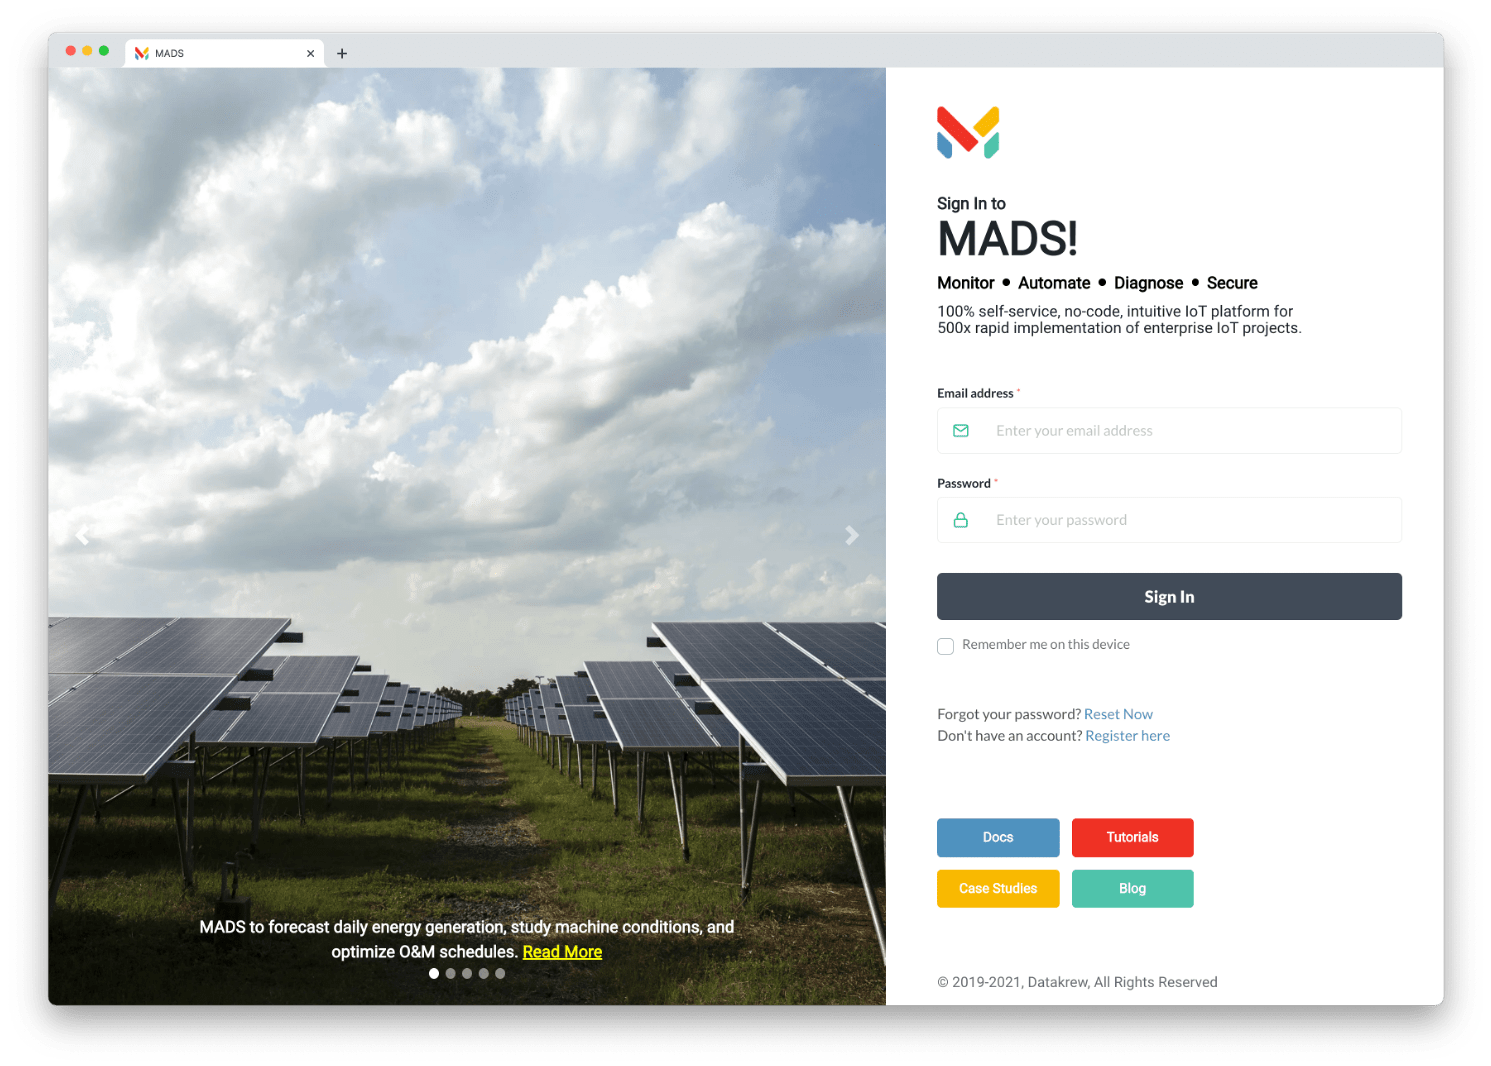 MADS
MADS to forecast daily energy generation, study machine conditions, and
optimize O&M schedules. Read More
Sign In to
MADS!
Monitor • Automate • Diagnose • Secure
100% self-service, no-code, intuitive IoT platform for
500x rapid implementation of enterprise IoT projects.
Email address *
Enter your email address
Password *
Enter your password
Sign In
Remember me on this device
Forgot your password? Reset Now
Don't have an account? Register here
Docs
Tutorials
Case Studies
Blog
© 2019-2021, Datakrew, All Rights Reserved